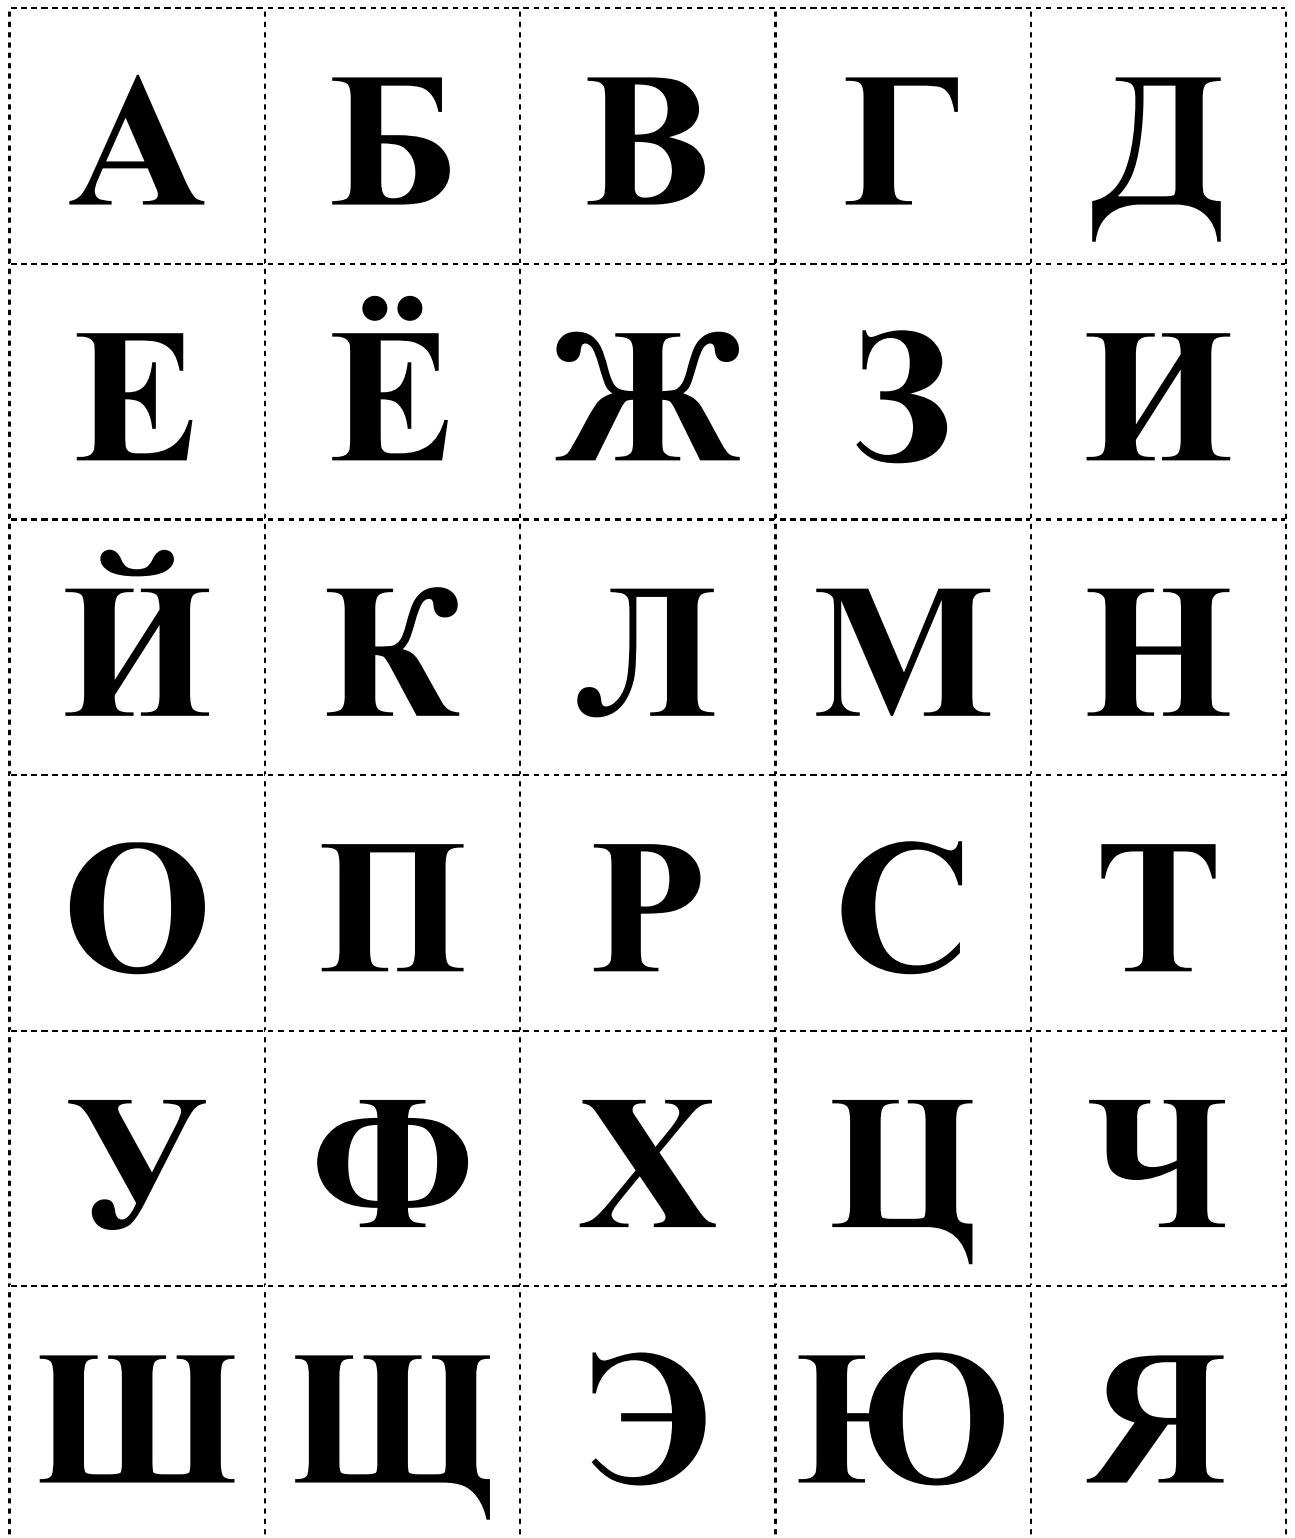 А Б В Г Д
Е Ё Ж З И
Й К Л М Н
О П Р С Т
У Ф Х Ц Ч
Ш Щ Э Ю Я